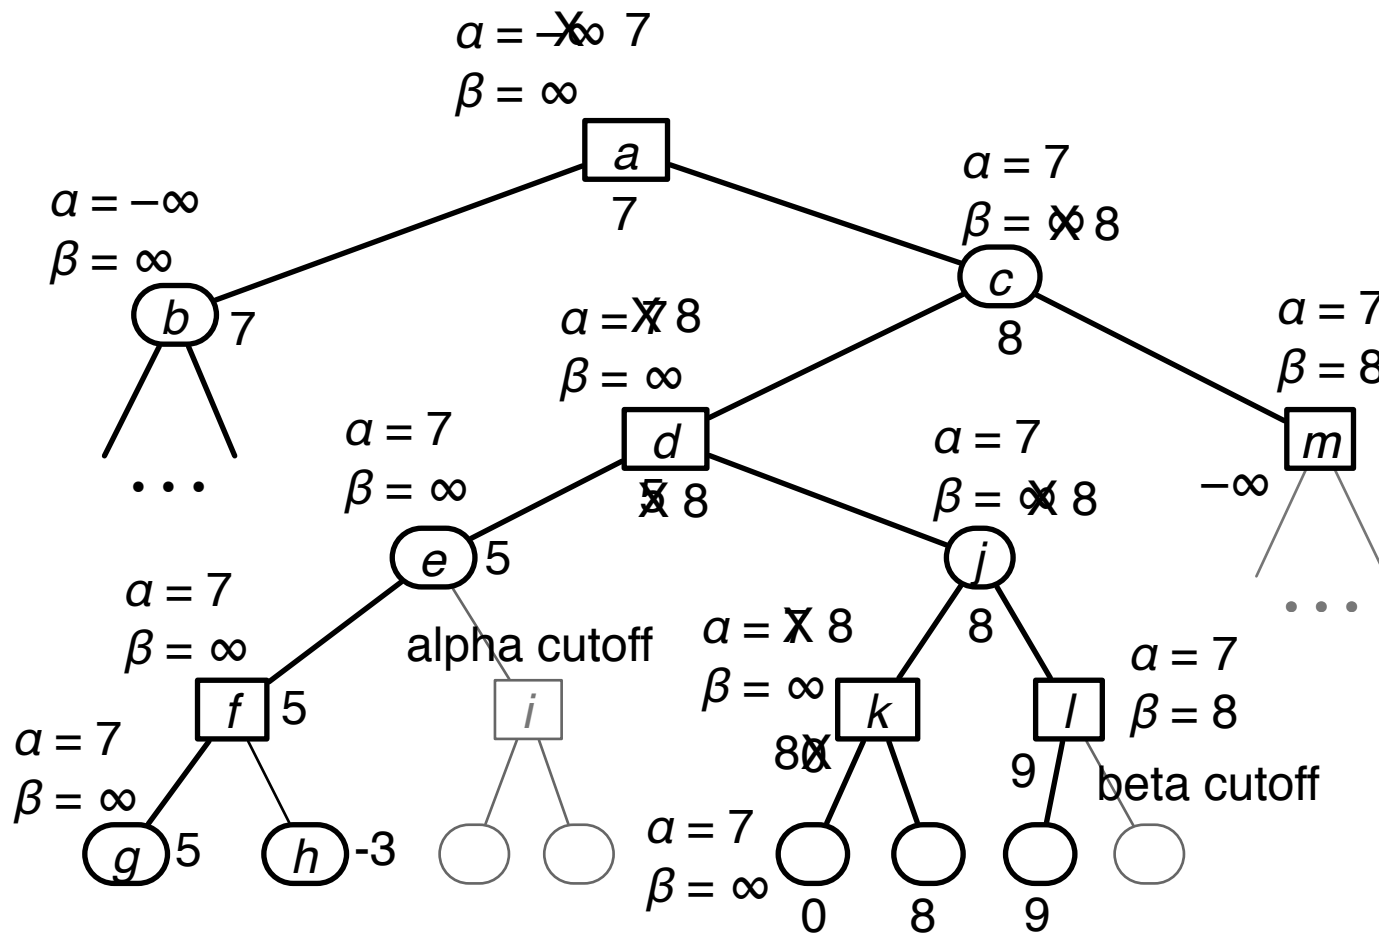 α = −∞ 7
β = ∞
a
7
α = −∞
β = ∞
b
7
. . .
α = 7
β = ∞ 8
c
8
α = 7 8
β = ∞
d
5 8
α = 7
β = 8
m
−∞
. . .
α = 7
β = ∞
e
5
α = 7
β = ∞ 8
j
8
α = 7
β = ∞
f
5
alpha cutoff
i
α = 7 8
β = ∞
k
8 0
α = 7
β = 8
l
9
beta cutoff
α = 7
β = ∞
g
5
h
-3
α = 7
β = ∞
0
8
9